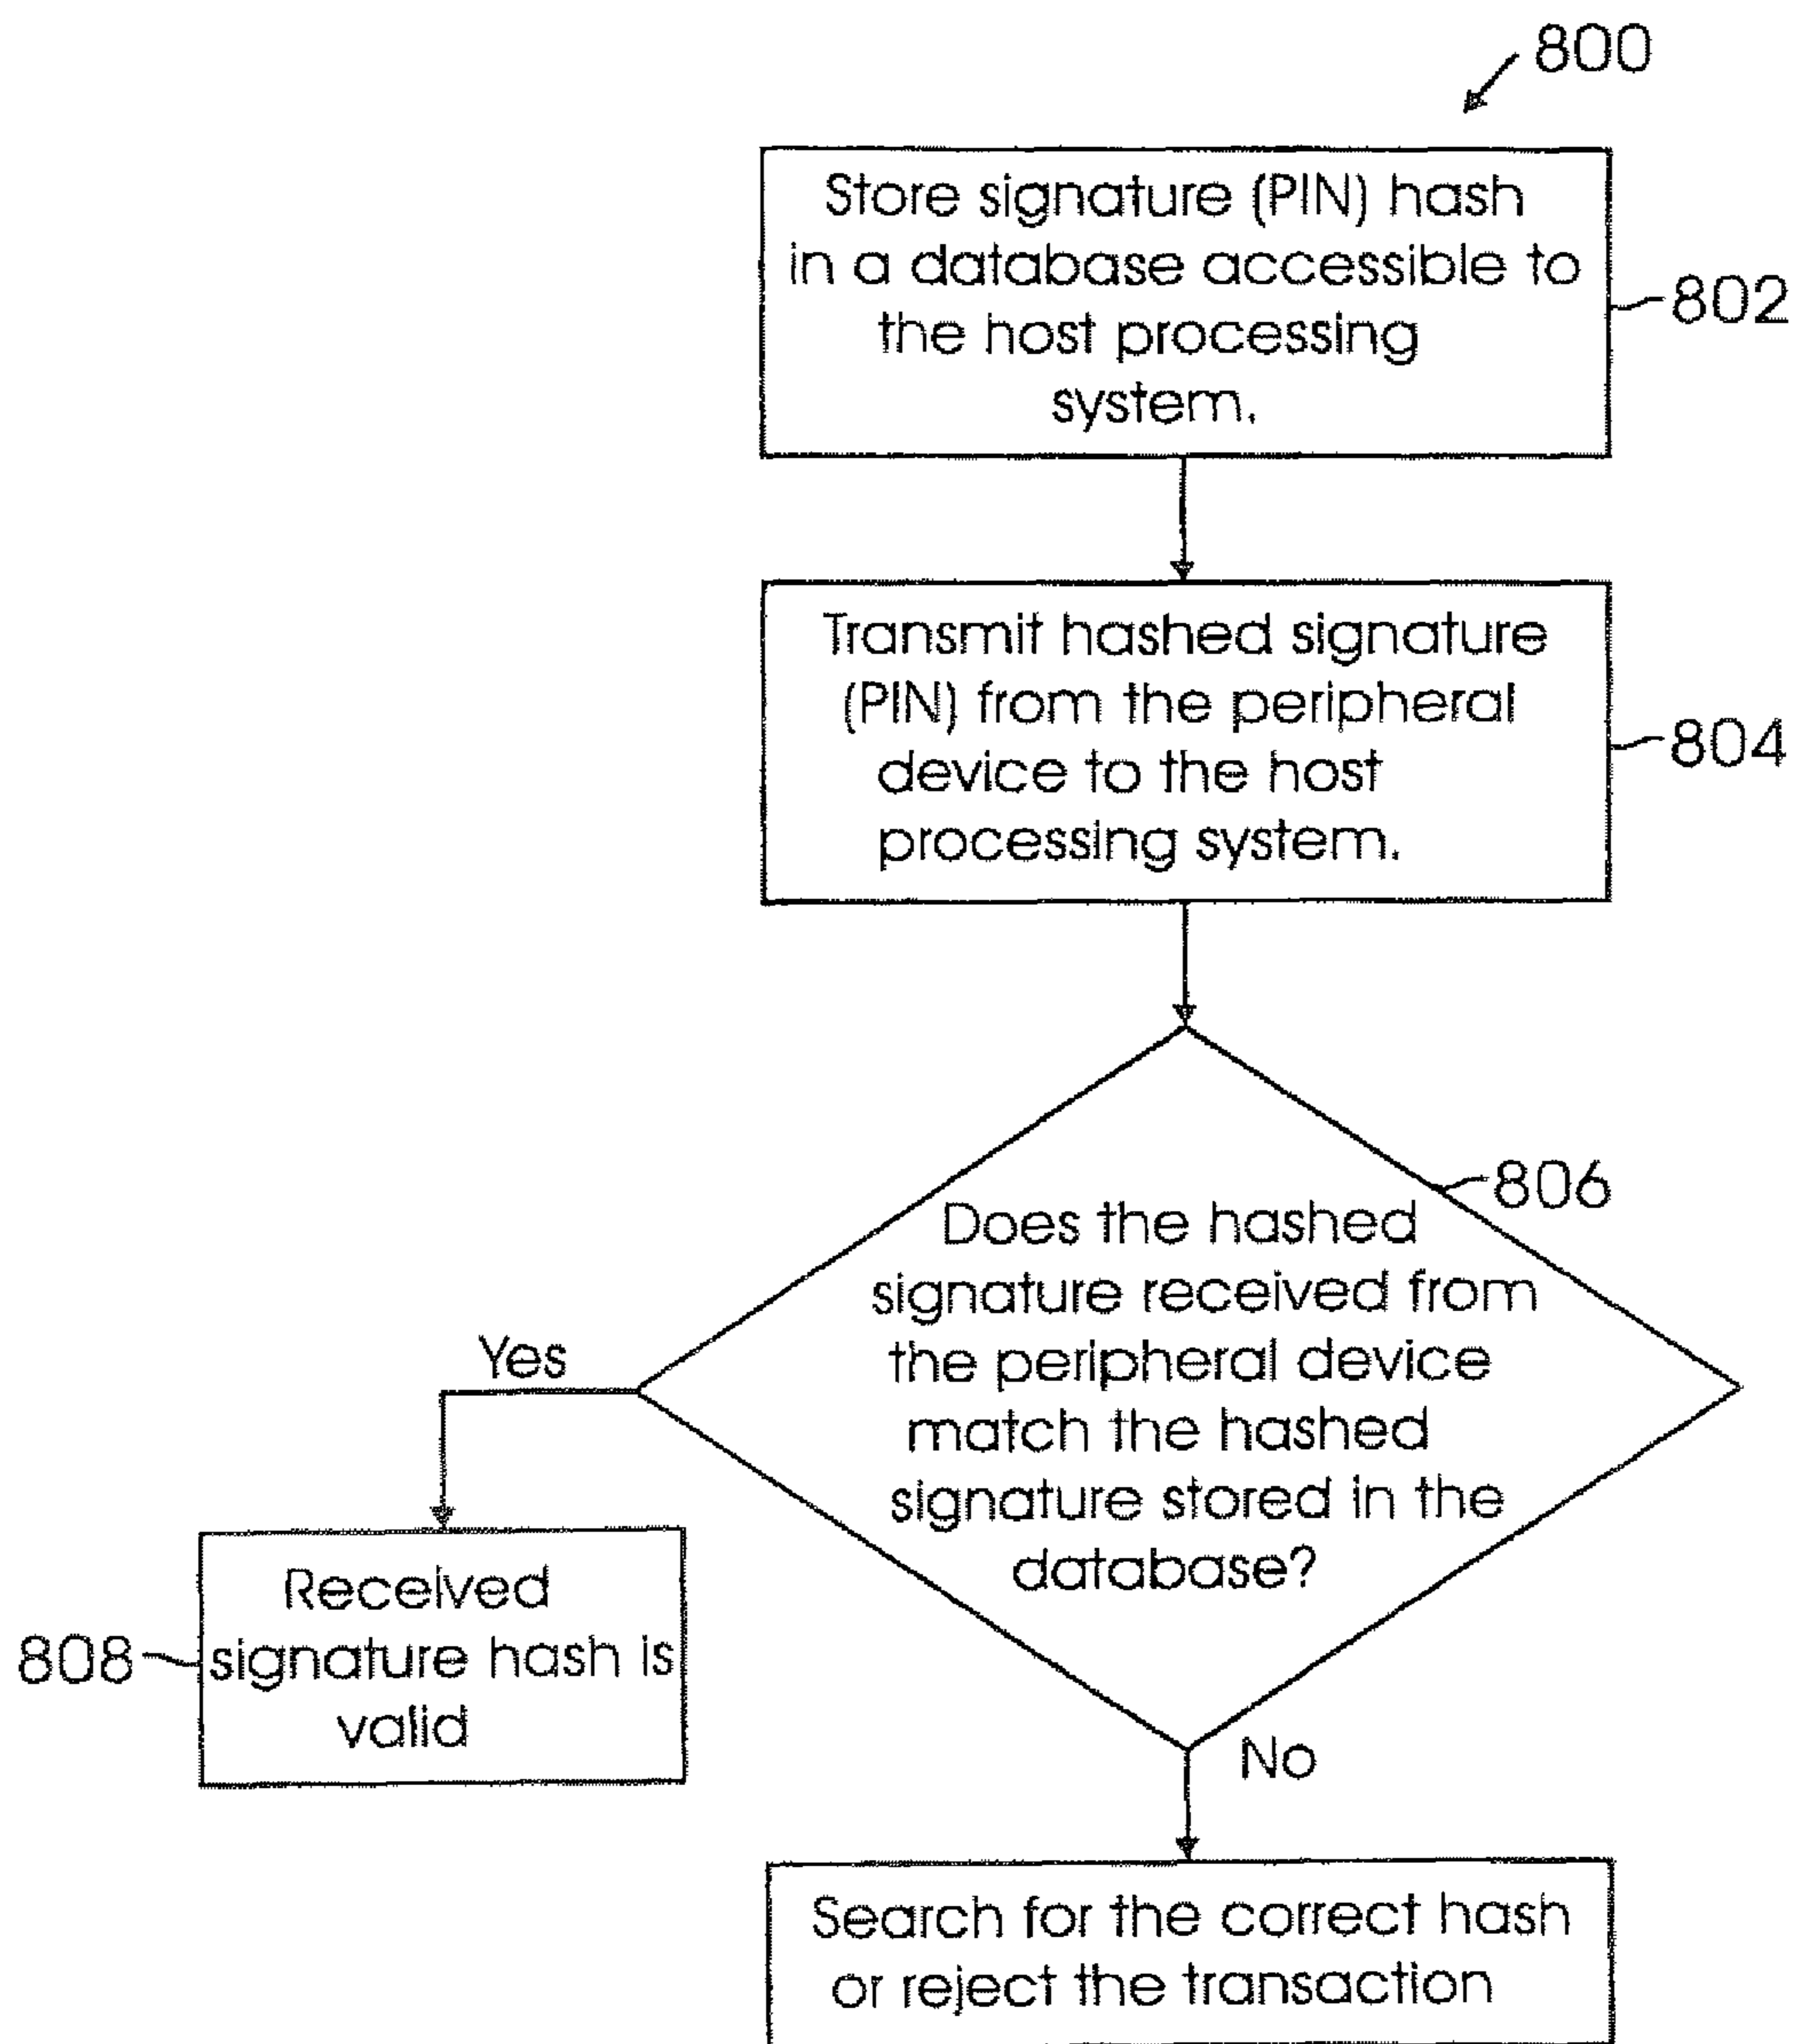 800
Store signature (PIN) hash
in a database accessible to
the host processing
system.
802
Transmit hashed signature
(PIN) from the peripheral
device to the host
processing system.
804
806
Does the hashed
signature received from
the peripheral device
match the hashed
signature stored in the
database?
Yes
Received
signature hash is
valid
808
No
Search for the correct hash
or reject the transaction